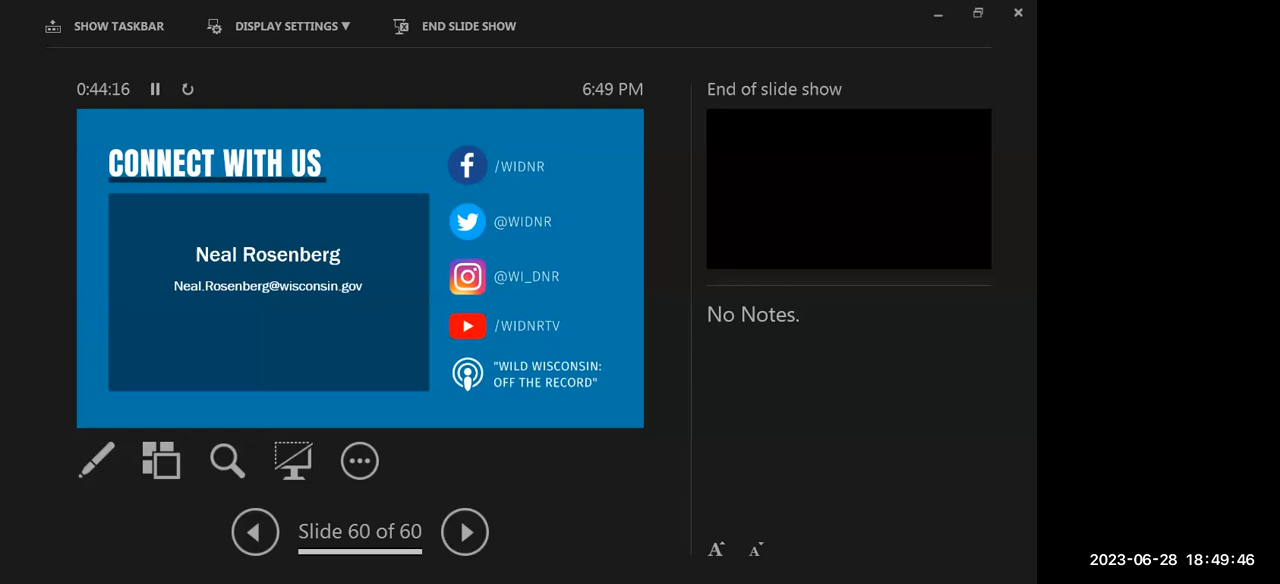 SHOW TASKBAR
DISPLAY SETTINGS ▼
END SLIDE SHOW
0:44:16
6:49 PM
End of slide show
CONNECT WITH US
Neal Rosenberg
Neal.Rosenberg@wisconsin.gov
/WIDNR
@WIDNR
@WI_DNR
/WIDNRTV
"WILD WISCONSIN:
OFF THE RECORD"
No Notes.
Slide 60 of 60
A A
2023-06-28 18:49:46